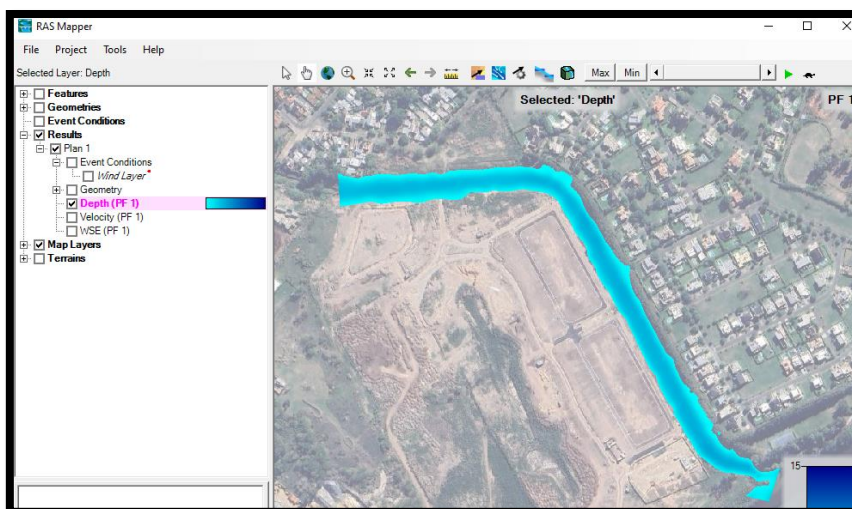 RAS Mapper
File Project Tools Help
Selected Layer: Depth
Max Min
Features
Geometries
Event Conditions
Results
Plan 1
Event Conditions
Wind Layer
Geometry
Depth (PF 1)
Velocity (PF 1)
WSE (PF 1)
Map Layers
Terrains
Selected: 'Depth'
PF 1
15